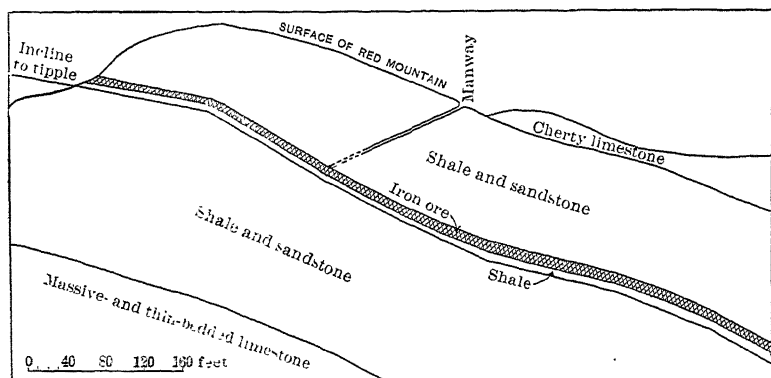 SURFACE OF RED MOUNTAIN
Manway
Incline
to tipple
Cherty limestone
Shale and sandstone
Iron ore
Shale and sandstone
Shale
Massive- and thin-bedded limestone
0 40 80 120 160 feet